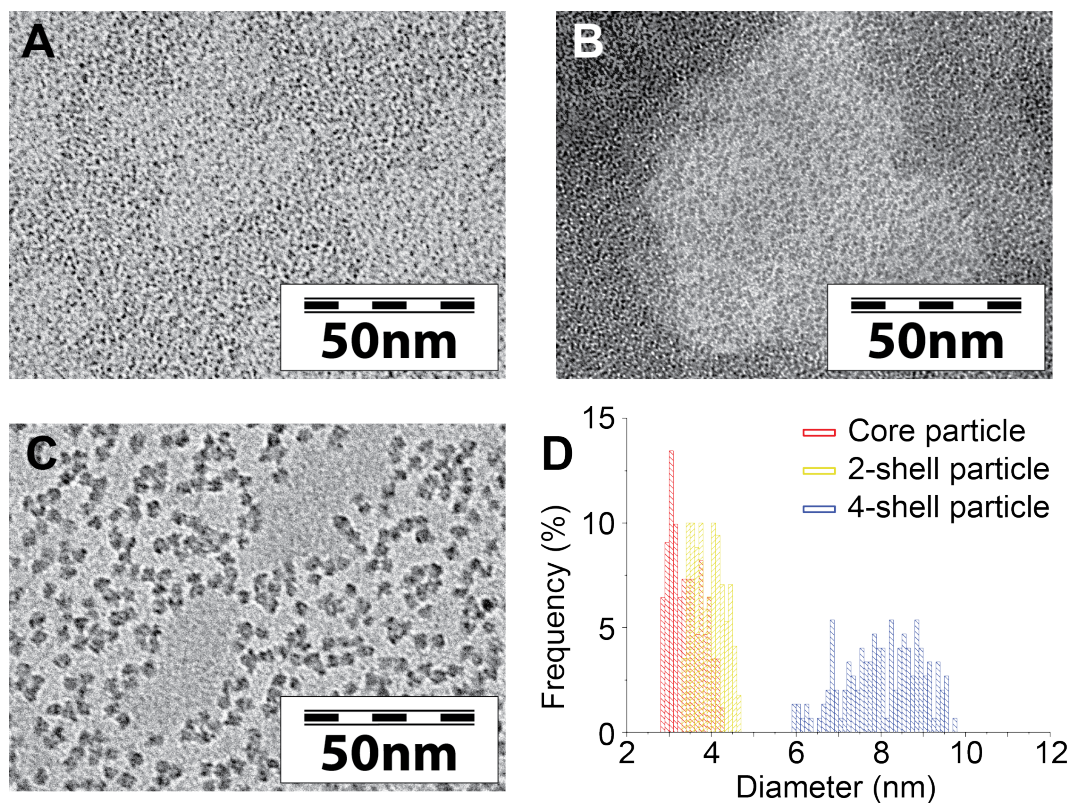 A
50nm
B
50nm
C
50nm
D
Core particle
2-shell particle
4-shell particle
Frequency (%)
15
10
5
0
2 4 6 8 10 12
Diameter (nm)